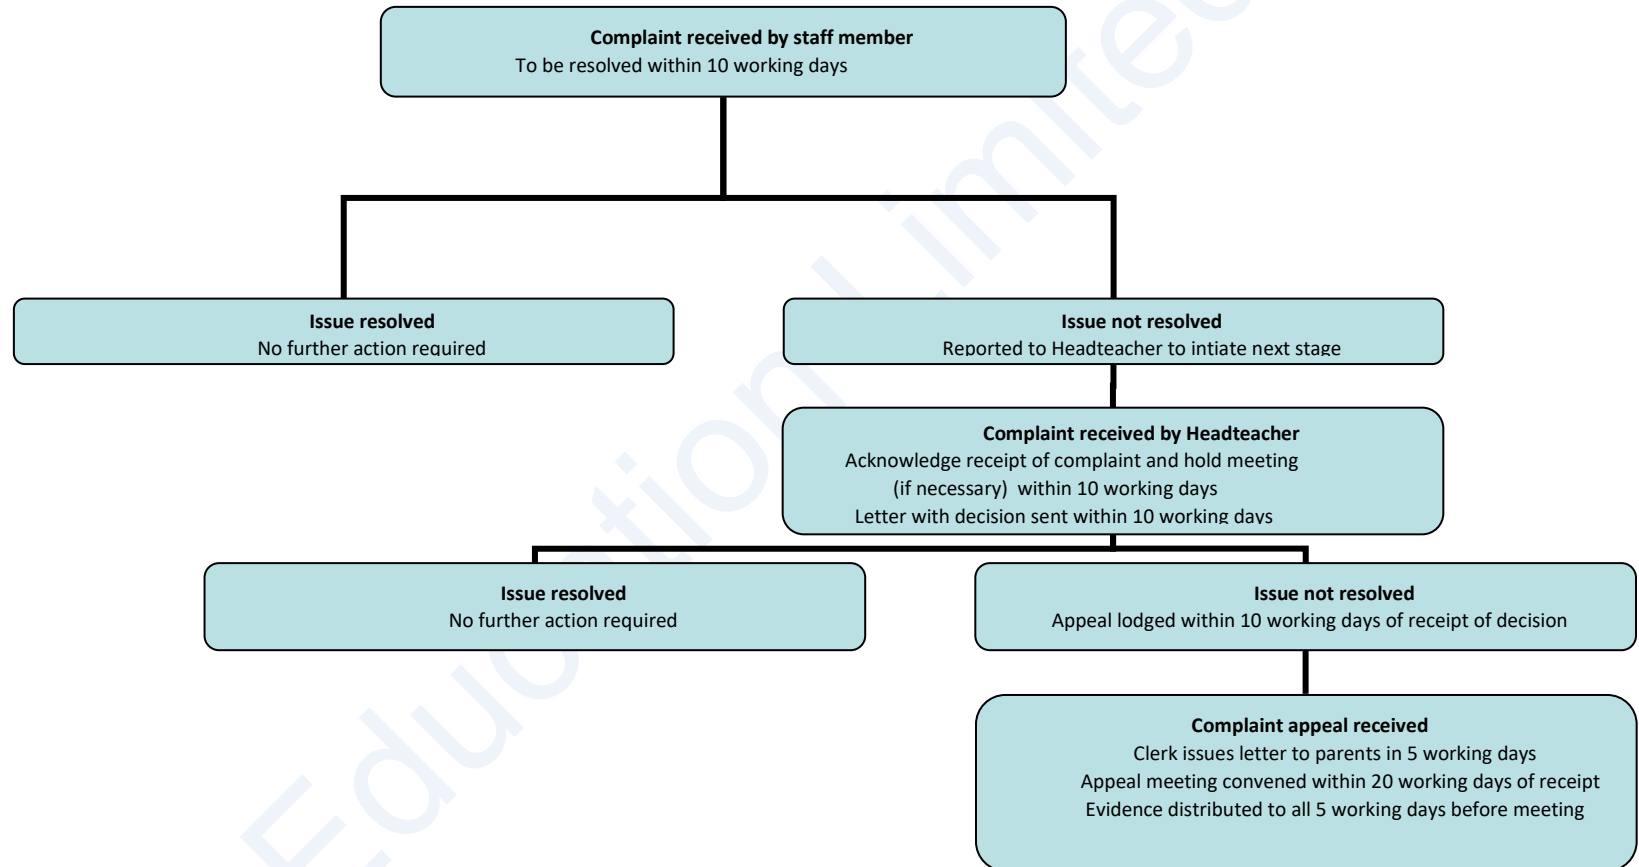 Complaint received by staff member
To be resolved within 10 working days
Issue resolved
No further action required
Issue not resolved
Reported to Headteacher to intiate next stage
Complaint received by Headteacher
Acknowledge receipt of complaint and hold meeting
(if necessary) within 10 working days
Letter with decision sent within 10 working days
Issue resolved
No further action required
Issue not resolved
Appeal lodged within 10 working days of receipt of decision
Complaint appeal received
Clerk issues letter to parents in 5 working days
Appeal meeting convened within 20 working days of receipt
Evidence distributed to all 5 working days before meeting
Education Limited